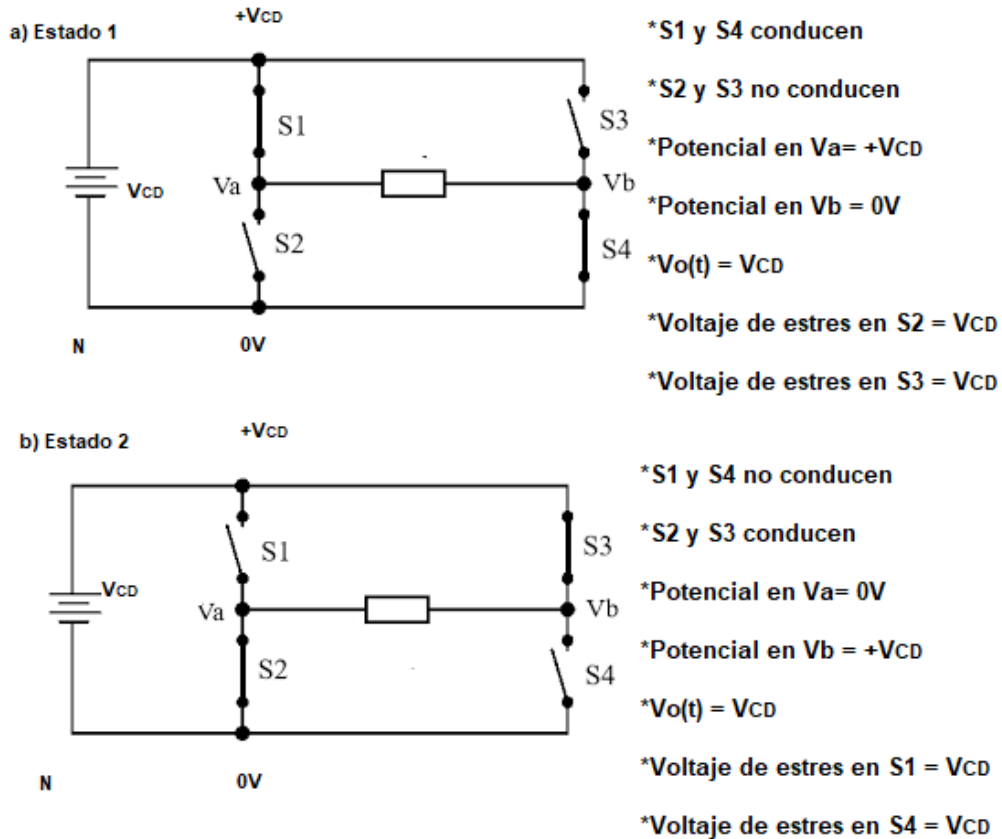 +VCD
a) Estado 1
S1
S3
Va
Vb
VCD
S2
S4
N
0V
*S1 y S4 conducen
*S2 y S3 no conducen
*Potencial en Va= +VCD
*Potencial en Vb = 0V
*Vo(t) = VCD
*Voltaje de estres en S2 = VCD
*Voltaje de estres en S3 = VCD
+VCD
b) Estado 2
S1
S3
VCD
Va
Vb
S2
S4
N
0V
*S1 y S4 no conducen
*S2 y S3 conducen
*Potencial en Va= 0V
*Potencial en Vb = +VCD
*Vo(t) = VCD
*Voltaje de estres en S1 = VCD
*Voltaje de estres en S4 = VCD